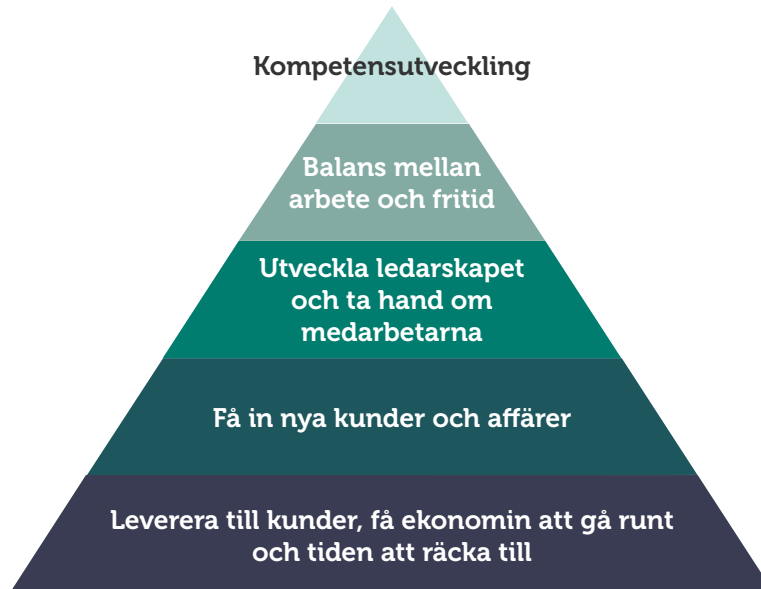 Kompetensutveckling
Balans mellan
arbete och fritid
Utveckla ledarskapet
och ta hand om
medarbetarna
Få in nya kunder och affärer
Leverera till kunder, få ekonomin att gå runt
och tiden att räcka till